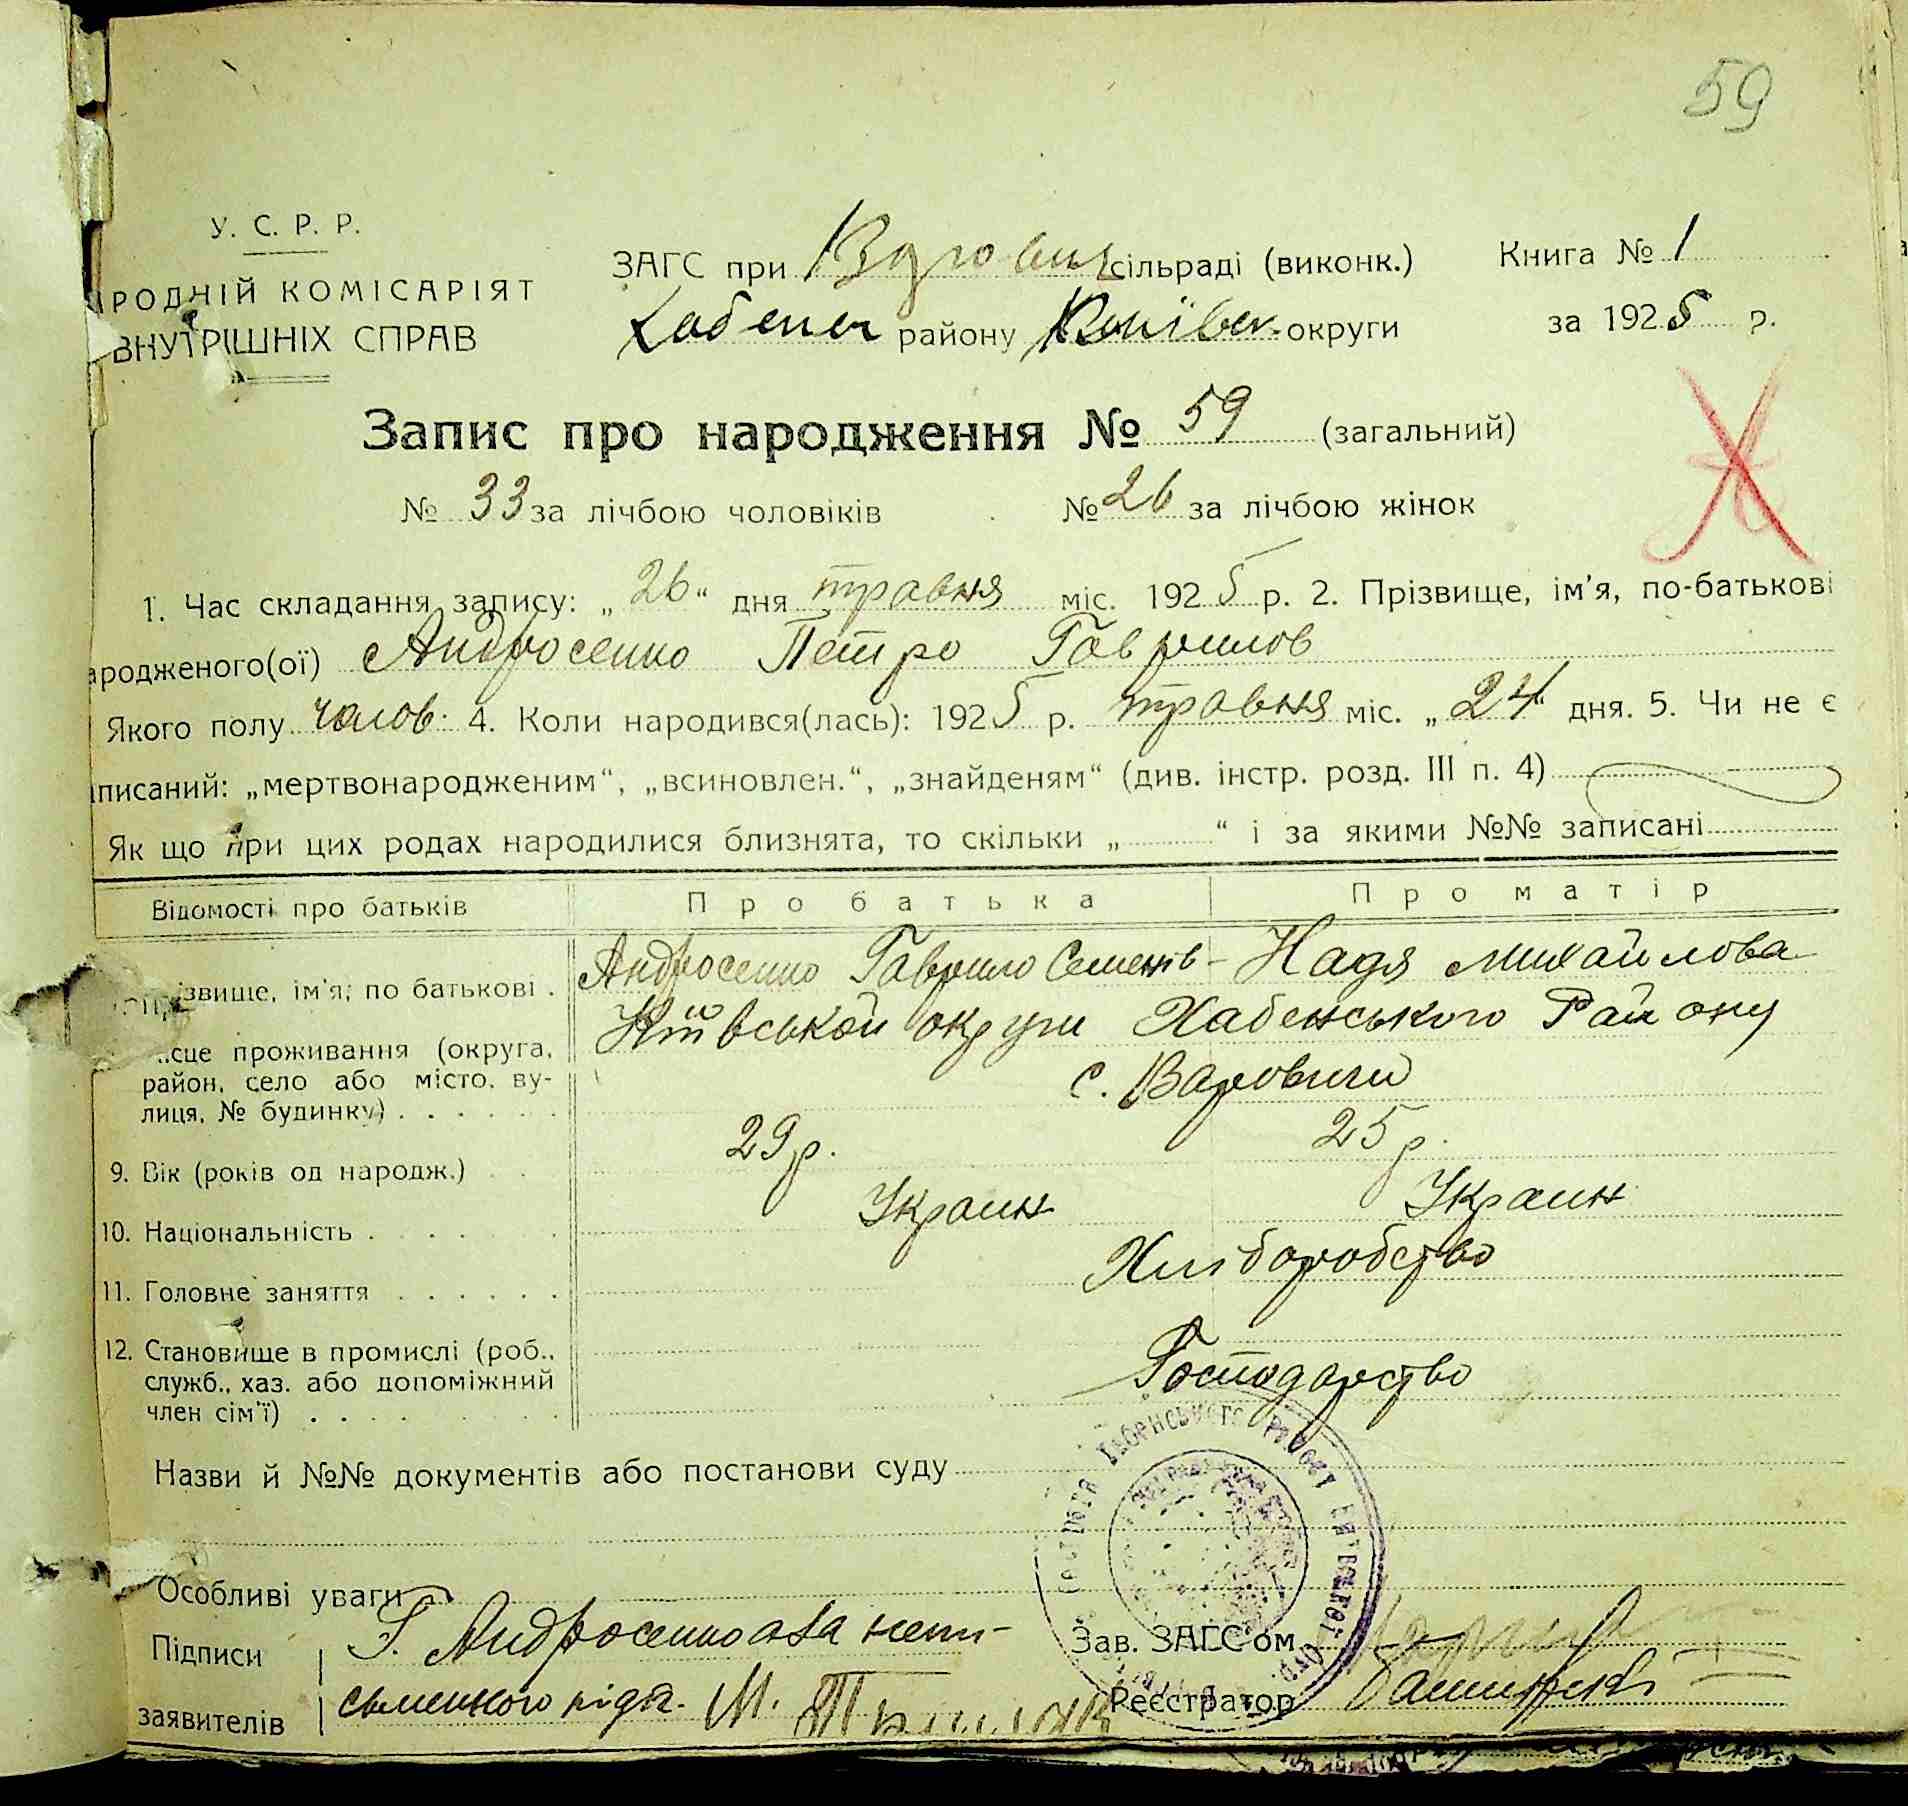 59
У. С. Р. Р.
РОДНІЙ КОМІСАРІЯТ
ВНУТРІШНІХ СПРАВ
ЗАГС при сільраді (виконк.)
Хабенск району Київськ. округи
Книга № 1
за 1925 р.
Запис про народження № 59 (загальний)
№ 33 за лічбою чоловіків № 26 за лічбою жінок
1. Час складання запису: „26“ дня травня міс. 1925 р. 2. Прізвище, ім'я, по-батькові
ародженого(ої) Андросенко Петро Гаврилов
Якого полу чолов. 4. Коли народився(лась): 1925 р. травня міс. „24“ дня. 5. Чи не є
писаний: „мертвонародженим“, „всиновлен.“, „знайденям“ (див. інстр. розд. III п. 4)
Як що при цих родах народилися близнята, то скільки „ “ і за якими №№ записані
Відомості про батьків Про батька Про матір
звище, ім'я, по батькові . Андросенко Гаврило Семенів - Надя Михайлова
Київськой округи Хабенського Району
сце проживання (округа,
район, село або місто, ву-
лиця, № будинку) . . . . . . с. Варовичи
9. Вік (років од народж.) . . 29 р. 25 р.
10. Національність . . . . . . . Украин Украин
11. Головне заняття . . . . . . Хліборобство
12. Становище в промислі (роб.,
служб., хаз. або допоміжний
член сім'ї) . . . . Господарство
Назви й №№ документів або постанови суду
Особливі уваги
Підписи Г. Андросенко а за непи-
заявителів сьменного підп. М.
Зав. ЗАГС'ом
Реєстратор